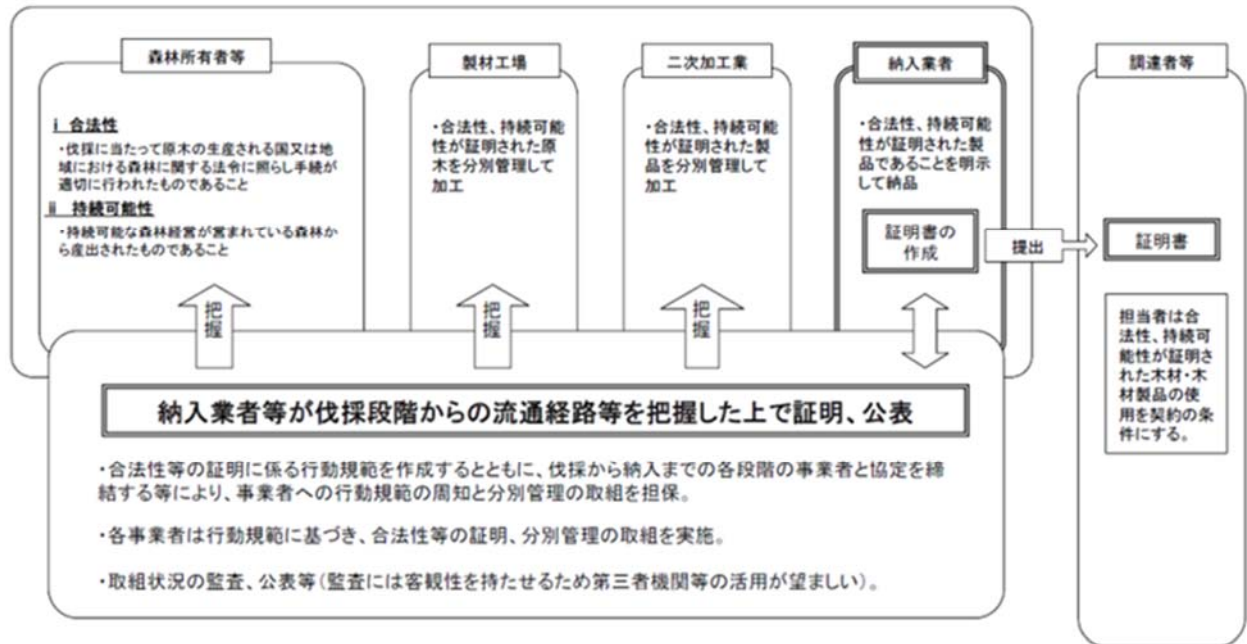 森林所有者等
i 合法性
・伐採に当たって原木の生産される国又は地
域における森林に関する法令に照らし手続が
適切に行われたものであること
ii 持続可能性
・持続可能な森林経営が営まれている森林か
ら産出されたものであること
製材工場
・合法性、持続可能
性が証明された原
木を分別管理して
加工
二次加工業
・合法性、持続可能
性が証明された製
品を分別管理して
加工
納入業者
・合法性、持続可能
性が証明された製
品であることを明示
して納品
証明書の
作成
提出
調達者等
証明書
担当者は合
法性、持続可
能性が証明さ
れた木材・木
材製品の使
用を契約の条
件にする。
把握
把握
把握
納入業者等が伐採段階からの流通経路等を把握した上で証明、公表
・合法性等の証明に係る行動規範を作成するとともに、伐採から納入までの各段階の事業者と協定を締
結する等により、事業者への行動規範の周知と分別管理の取組を担保。
・各事業者は行動規範に基づき、合法性等の証明、分別管理の取組を実施。
・取組状況の監査、公表等(監査には客観性を持たせるため第三者機関等の活用が望ましい)。